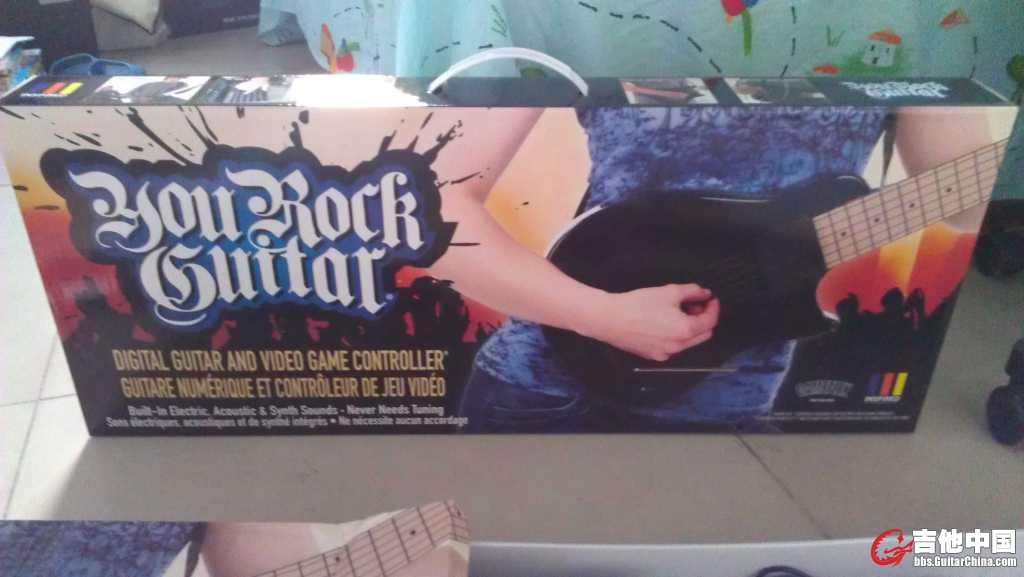 You Rock
Guitar
DIGITAL GUITAR AND VIDEO GAME CONTROLLER*
GUITARE NUMÉRIQUE ET CONTRÔLEUR DE JEU VIDÉO
Built-In Electric, Acoustic & Synth Sounds - Never Needs Tuning
Sons électriques, acoustiques et de synthé intégrés • Ne nécessite aucun accordage
INSPIRED
吉他中国
bbs.GuitarChina.com